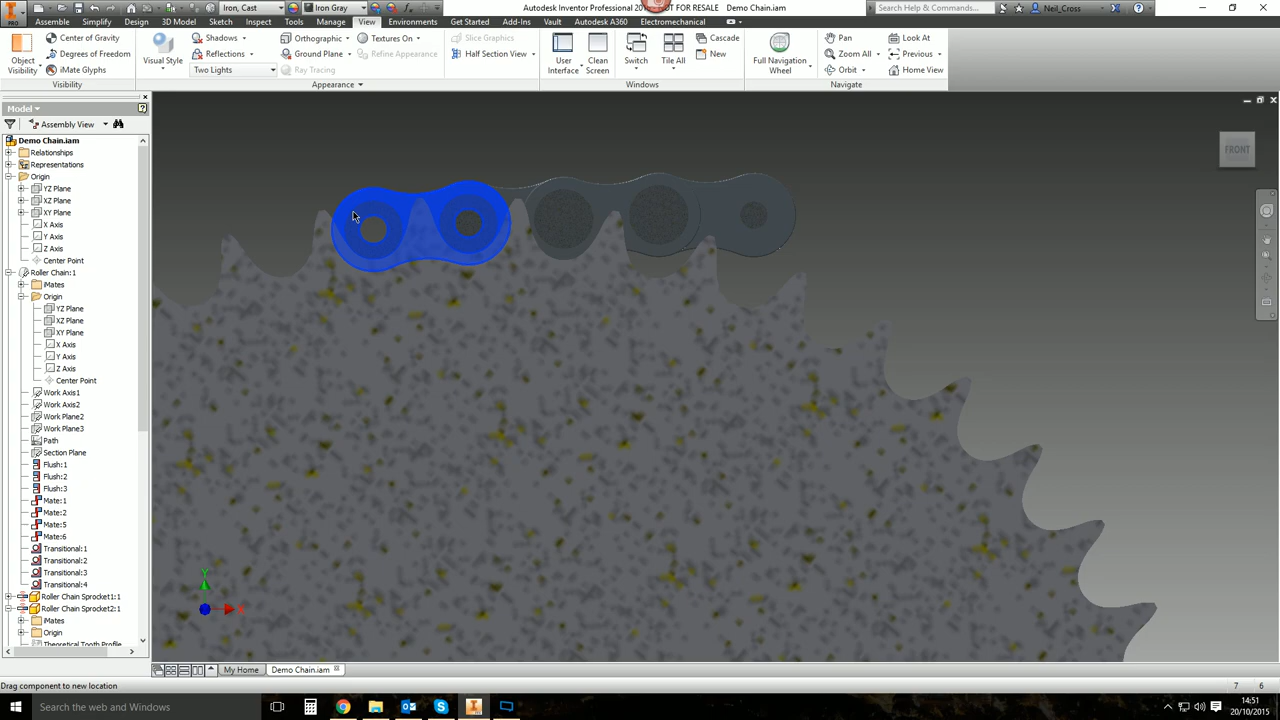 Iron, Cast
Iron Gray
Autodesk Inventor Professional 2016 - NOT FOR RESALE Demo Chain.iam
Search Help & Commands...
Neil_Cross
Assembly Simplify Design 3D Model Sketch Inspect Tools Manage View Environments Get Started Add-Ins Vault Autodesk A360 Electromechanical
Object Visibility
Center of Gravity
Degrees of Freedom
iMate Glyphs
Visibility
Visual Style
Shadows
Reflections
Two Lights
Orthographic
Ground Plane
Ray Tracing
Textures On
Refine Appearance
Appearance
Slice Graphics
Half Section View
User Interface
Clean Screen
Switch
Tile All
Cascade
New
Windows
Full Navigation Wheel
Pan
Zoom All
Orbit
Look At
Previous
Home View
Navigate
Model
Assembly View
Demo Chain.iam
Relationships
Representations
Origin
YZ Plane
XZ Plane
XY Plane
X Axis
Y Axis
Z Axis
Center Point
Roller Chain:1
iMates
Origin
YZ Plane
XZ Plane
XY Plane
X Axis
Y Axis
Z Axis
Center Point
Work Axis1
Work Axis2
Work Plane2
Work Plane3
Path
Section Plane
Flush:1
Flush:2
Flush:3
Mate:1
Mate:2
Mate:5
Mate:6
Transitional:1
Transitional:2
Transitional:3
Transitional:4
Roller Chain Sprocket1:1
Roller Chain Sprocket2:1
iMates
Origin
Theoretical Tooth Profile
FRONT
Y
X
My Home
Demo Chain.iam
Drag component to new location
7 6
Search the web and Windows
14:51
20/10/2015